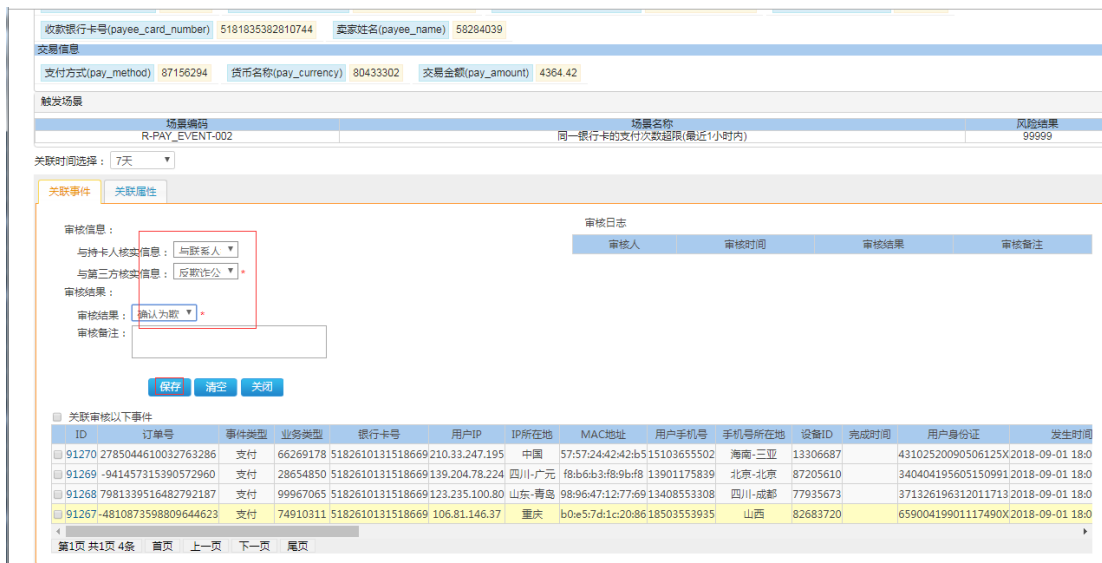 收款银行卡号(payee_card_number) 5181835382810744 卖家姓名(payee_name) 58284039
交易信息
支付方式(pay_method) 87156294 货币名称(pay_currency) 80433302 交易金额(pay_amount) 4364.42
触发场景
场景编码 场景名称 风险结果
R-PAY_EVENT-002 同一银行卡的支付次数超限(最近1小时内) 99999
关联时间选择： 7天
关联事件 关联属性
审核信息： 审核日志
审核人 审核时间 审核结果 审核备注
与持卡人核实信息： 与联系人
与第三方核实信息： 反欺诈公 *
审核结果：
审核结果： 确认为欺 *
审核备注：
保存 清空 关闭
关联审核以下事件
ID 订单号 事件类型 业务类型 银行卡号 用户IP IP所在地 MAC地址 用户手机号 手机号所在地 设备ID 完成时间 用户身份证 发生时间
91270 2785044610032763286 支付 66269178 5182610131518669 210.33.247.195 中国 57:57:24:42:42:b5 15103655502 海南-三亚 13306687 43102520090506125X 2018-09-01 18:0
91269 -941457315390572960 支付 28654850 5182610131518669 139.204.78.224 四川-广元 f8:b6:b3:f8:9b:f8 13901175839 北京-北京 87205610 340404195605150991 2018-09-01 18:0
91268 7981339516482792187 支付 99967065 5182610131518669 123.235.100.80 山东-青岛 98:96:47:12:77:69 13408553308 四川-成都 77935673 371326196312011713 2018-09-01 18:0
91267 -4810873598809644623 支付 74910311 5182610131518669 106.81.146.37 重庆 b0:e5:7d:1c:20:86 18503553935 山西 82683720 65900419901117490X 2018-09-01 18:0
第1页 共1页 4条 首页 上一页 下一页 尾页